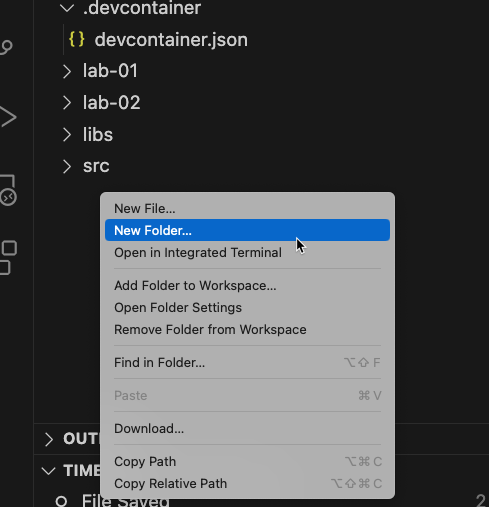 .devcontainer
{} devcontainer.json
lab-01
lab-02
libs
src
New File...
New Folder...
Open in Integrated Terminal
Add Folder to Workspace...
Open Folder Settings
Remove Folder from Workspace
Find in Folder... ⌥⇧ F
Paste ⌘ V
Download...
Copy Path ⌥⌘ C
Copy Relative Path ⌥⇧⌘ C
OUT
TIME
File Saved 2